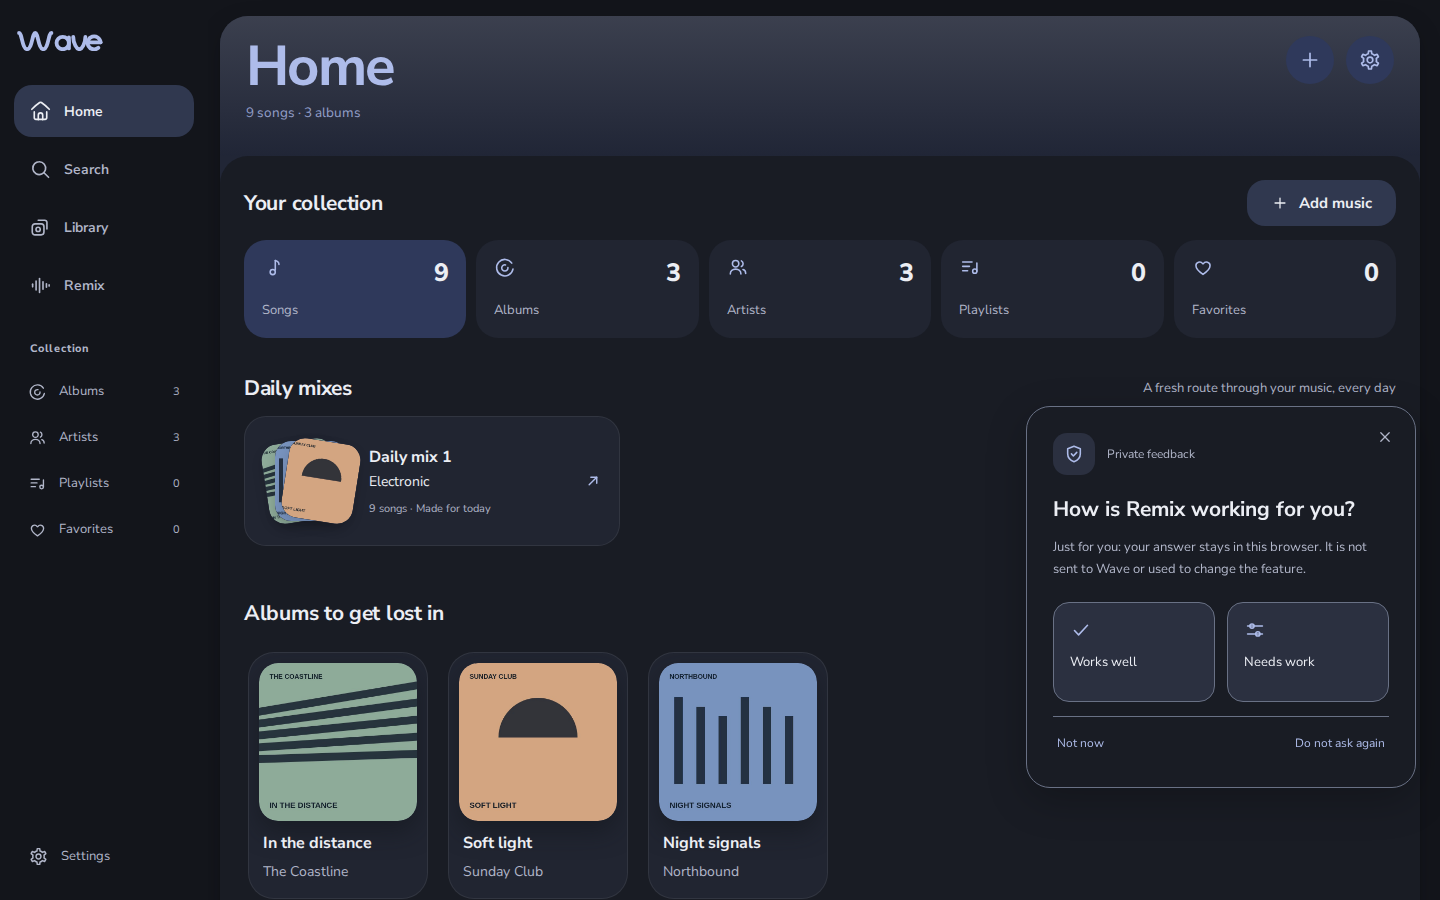 Wave
Home
Search
Library
Remix
Collection
Albums 3
Artists 3
Playlists 0
Favorites 0
Settings
Home
9 songs · 3 albums
Your collection
Add music
9
Songs
3
Albums
3
Artists
0
Playlists
0
Favorites
Daily mixes
A fresh route through your music, every day
Daily mix 1
Electronic
9 songs · Made for today
Albums to get lost in
THE COASTLINE
IN THE DISTANCE
In the distance
The Coastline
SUNDAY CLUB
SOFT LIGHT
Soft light
Sunday Club
NORTHBOUND
NIGHT SIGNALS
Night signals
Northbound
Private feedback
How is Remix working for you?
Just for you: your answer stays in this browser. It is not
sent to Wave or used to change the feature.
Works well
Needs work
Not now
Do not ask again